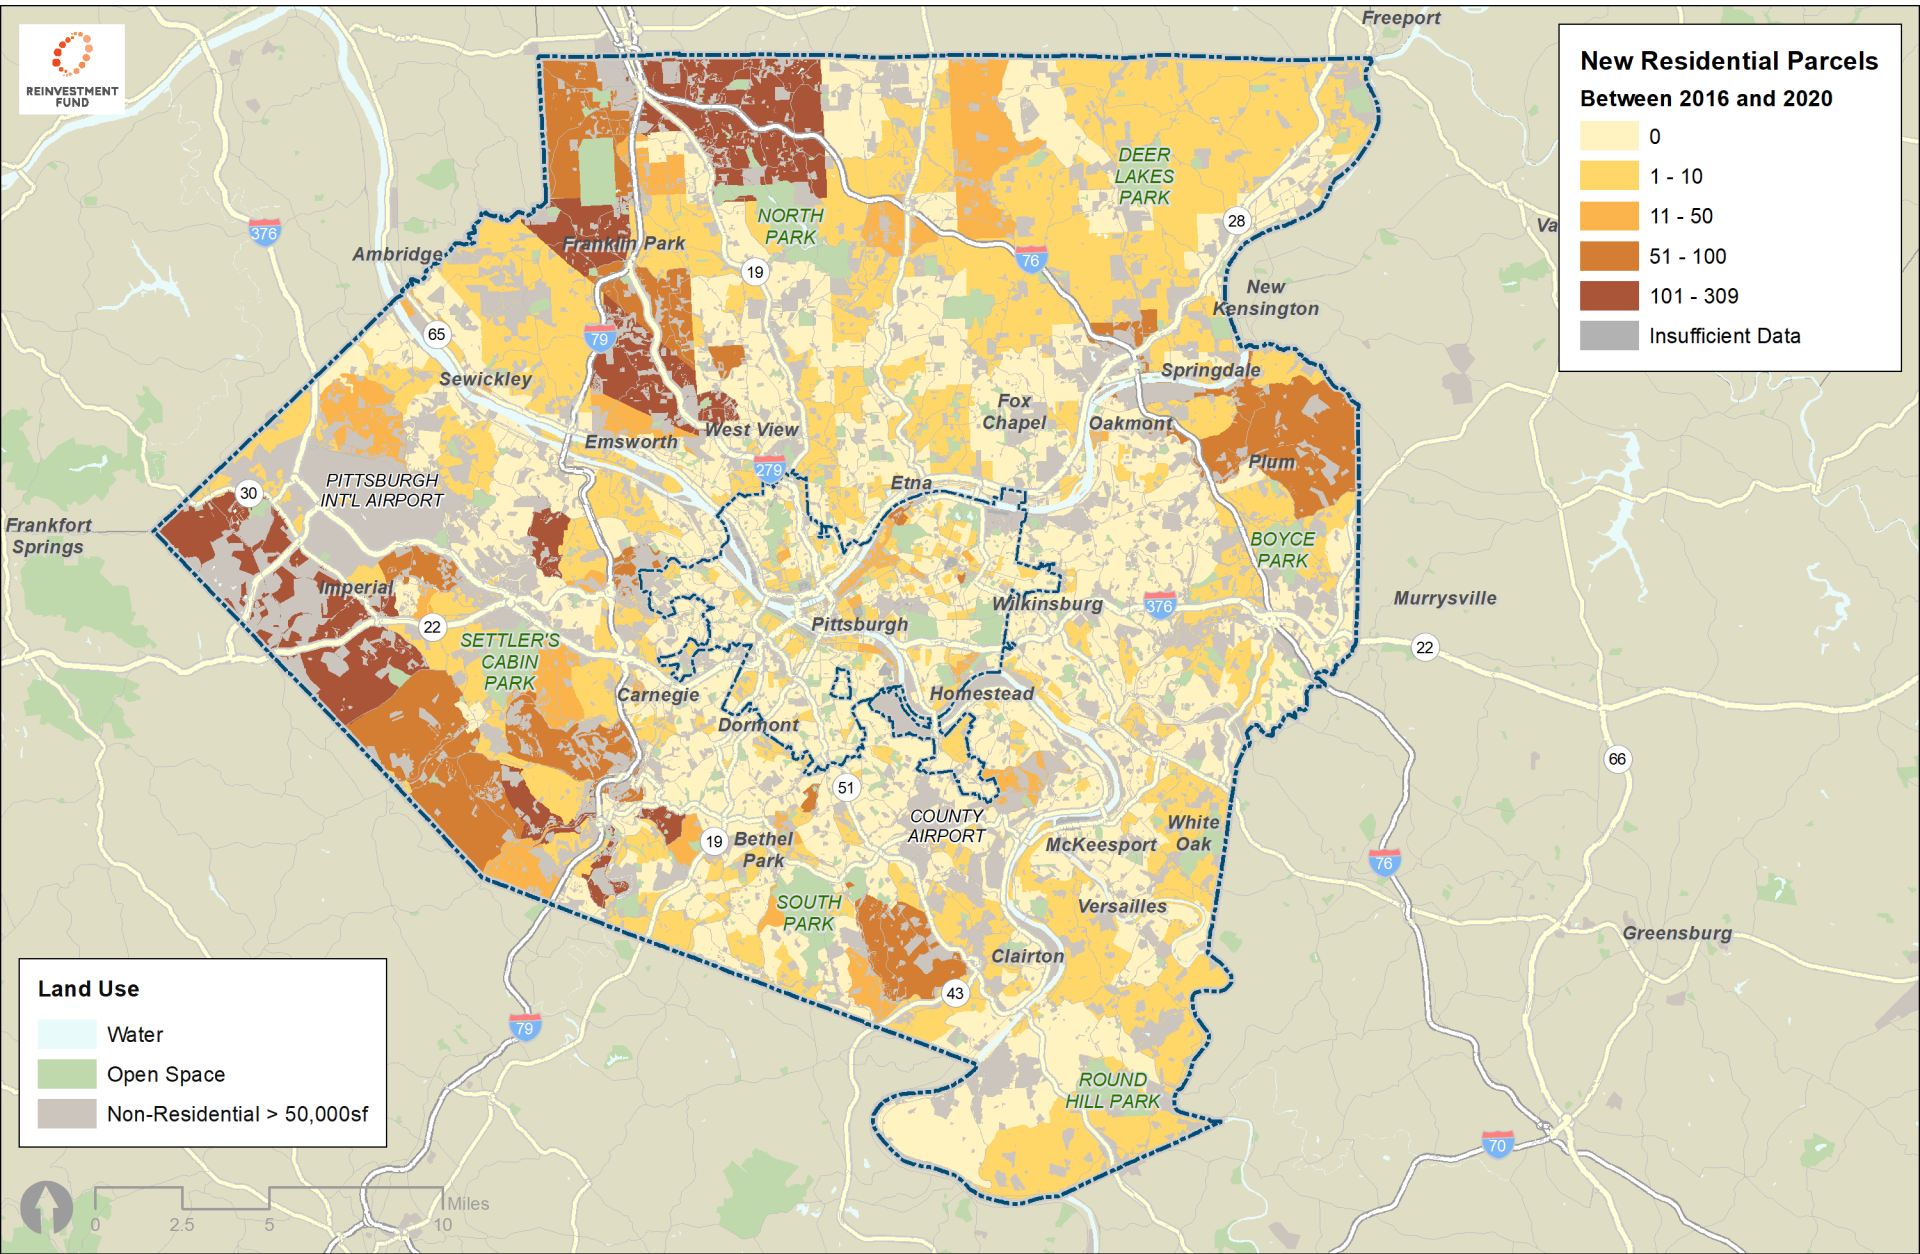 Freeport
REINVESTMENT
FUND
New Residential Parcels
Between 2016 and 2020
0
1 - 10
11 - 50
51 - 100
101 - 309
Insufficient Data
DEER
LAKES
PARK
NORTH
PARK
28
Va
376
Ambridge
Franklin Park
19
76
New
Kensington
65
79
Sewickley
Springdale
Fox
Chapel
Oakmont
Emsworth
West View
Plum
279
PITTSBURGH
INT'L AIRPORT
30
Etna
Frankfort
Springs
BOYCE
PARK
Imperial
Wilkinsburg
376
Murrysville
22
Pittsburgh
SETTLER'S
CABIN
PARK
22
Carnegie
Homestead
Dormont
66
51
COUNTY
AIRPORT
White
Oak
19
Bethel
Park
McKeesport
76
SOUTH
PARK
Versailles
Greensburg
Clairton
43
Land Use
Water
Open Space
Non-Residential > 50,000sf
79
ROUND
HILL PARK
70
Miles
0
2.5
5
10